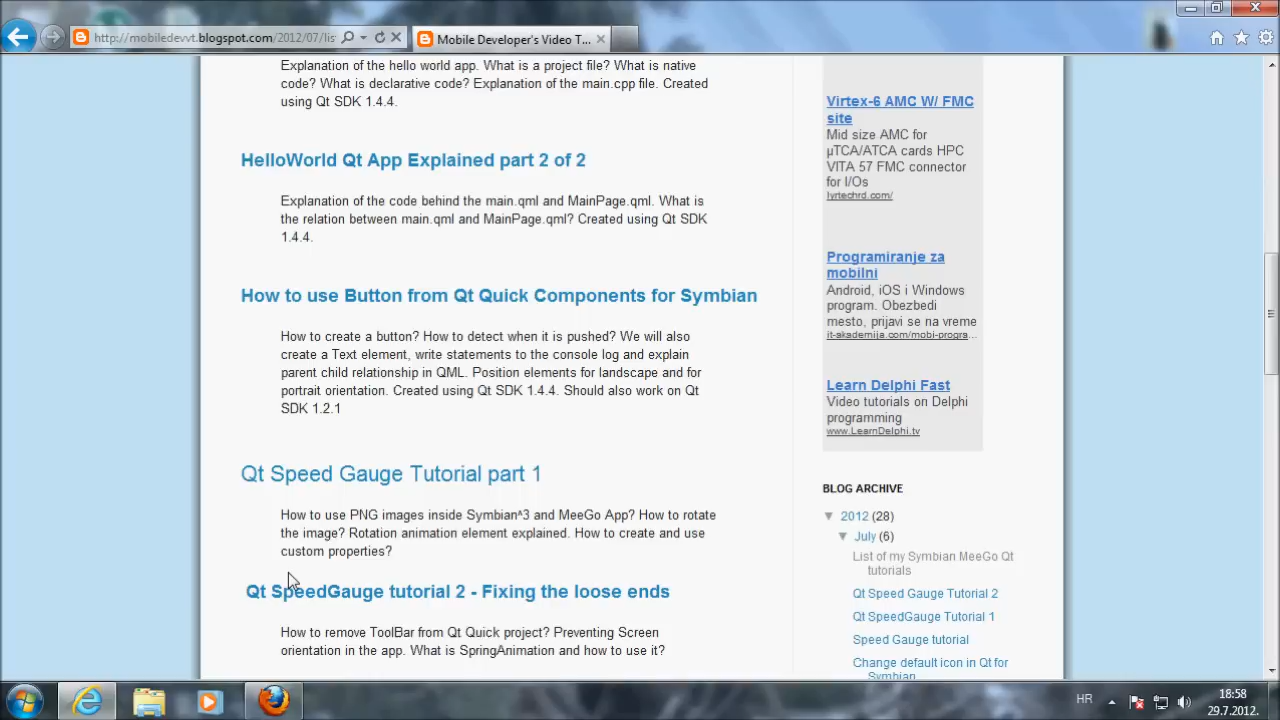 http://mobiledevvt.blogspot.com/2012/07/lis
Mobile Developer's Video T...
Explanation of the hello world app. What is a project file? What is native
code? What is declarative code? Explanation of the main.cpp file. Created
using Qt SDK 1.4.4.
HelloWorld Qt App Explained part 2 of 2
Explanation of the code behind the main.qml and MainPage.qml. What is
the relation between main.qml and MainPage.qml? Created using Qt SDK
1.4.4.
How to use Button from Qt Quick Components for Symbian
How to create a button? How to detect when it is pushed? We will also
create a Text element, write statements to the console log and explain
parent child relationship in QML. Position elements for landscape and for
portrait orientation. Created using Qt SDK 1.4.4. Should also work on Qt
SDK 1.2.1
Qt Speed Gauge Tutorial part 1
How to use PNG images inside Symbian^3 and MeeGo App? How to rotate
the image? Rotation animation element explained. How to create and use
custom properties?
Qt SpeedGauge tutorial 2 - Fixing the loose ends
How to remove ToolBar from Qt Quick project? Preventing Screen
orientation in the app. What is SpringAnimation and how to use it?
Virtex-6 AMC W/ FMC
site
Mid size AMC for
µTCA/ATCA cards HPC
VITA 57 FMC connector
for I/Os
lyrtechrd.com/
Programiranje za
mobilni
Android, iOS i Windows
program. Obezbedi
mesto, prijavi se na vreme
it-akademija.com/mobi-progra...
Learn Delphi Fast
Video tutorials on Delphi
programming
www.LearnDelphi.tv
BLOG ARCHIVE
2012 (28)
July (6)
List of my Symbian MeeGo Qt
tutorials
Qt Speed Gauge Tutorial 2
Qt SpeedGauge Tutorial 1
Speed Gauge tutorial
Change default icon in Qt for
Symbian
HR
18:58
29.7.2012.